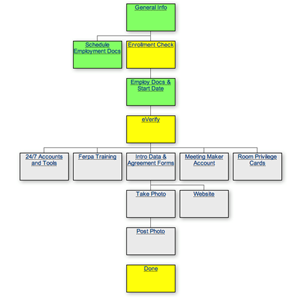 General Info
Schedule
Employment Docs
Enrollment Check
Employ Docs &
Start Date
eVerify
24/7 Accounts
and Tools
Ferpa Training
Intro Data &
Agreement Forms
Meeting Maker
Account
Room Privilege
Cards
Take Photo
Website
Post Photo
Done